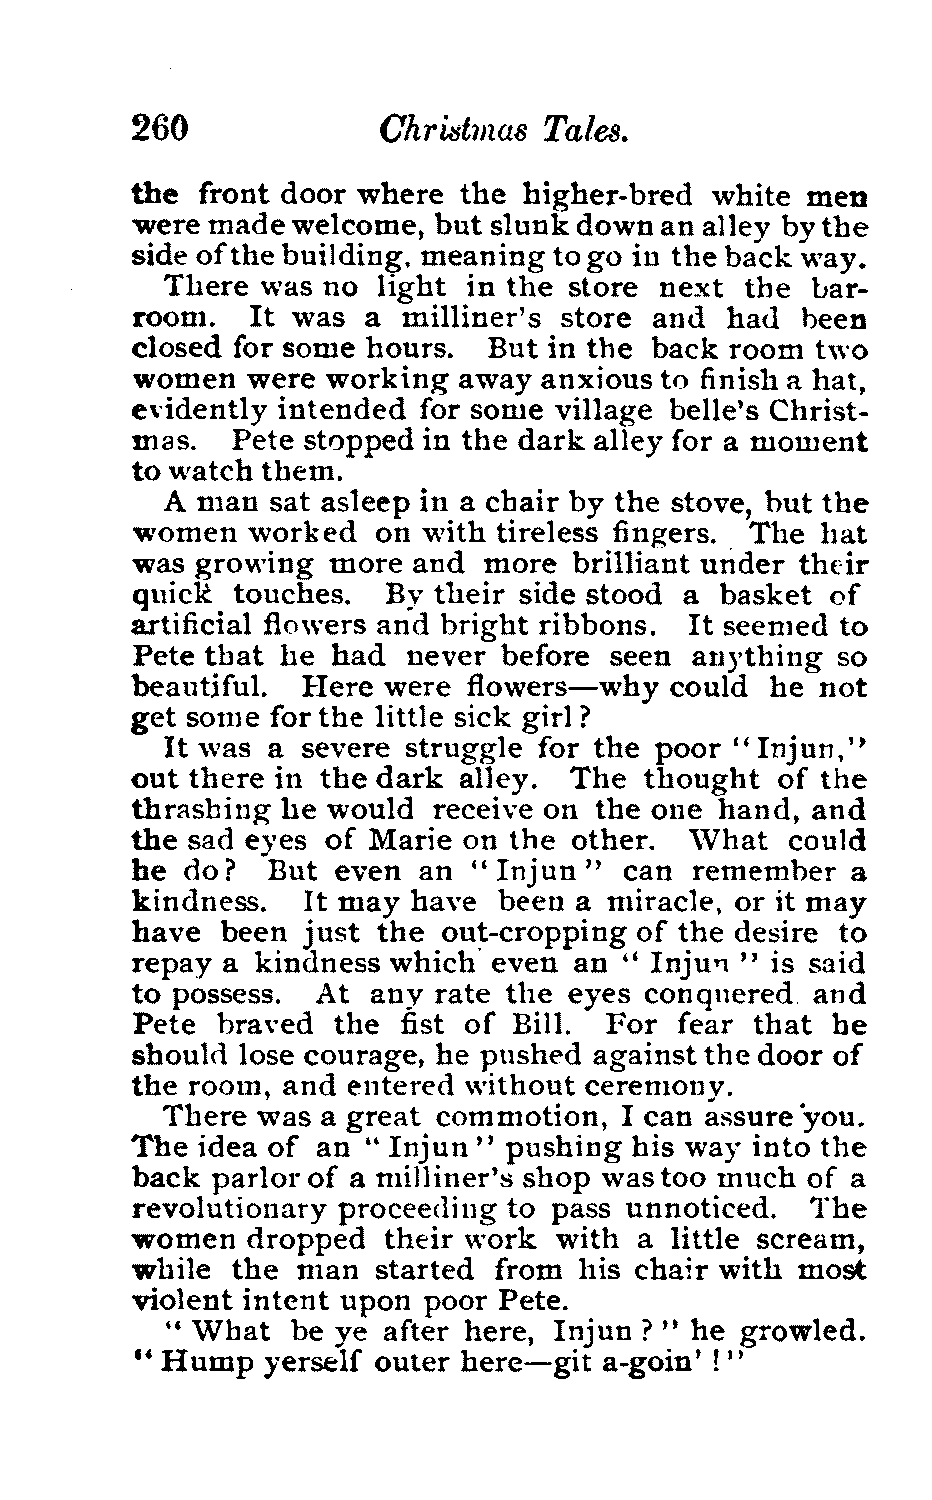 260 Christmas Tales.
the front door where the higher-bred white men
were made welcome, but slunk down an alley by the
side of the building, meaning to go in the back way.
There was no light in the store next the bar-
room. It was a milliner's store and had been
closed for some hours. But in the back room two
women were working away anxious to finish a hat,
evidently intended for some village belle's Christ-
mas. Pete stopped in the dark alley for a moment
to watch them.
A man sat asleep in a chair by the stove, but the
women worked on with tireless fingers. The hat
was growing more and more brilliant under their
quick touches. By their side stood a basket of
artificial flowers and bright ribbons. It seemed to
Pete that he had never before seen anything so
beautiful. Here were flowers—why could he not
get some for the little sick girl?
It was a severe struggle for the poor "Injun,"
out there in the dark alley. The thought of the
thrashing he would receive on the one hand, and
the sad eyes of Marie on the other. What could
he do? But even an "Injun" can remember a
kindness. It may have been a miracle, or it may
have been just the out-cropping of the desire to
repay a kindness which even an "Injun" is said
to possess. At any rate the eyes conquered and
Pete braved the fist of Bill. For fear that he
should lose courage, he pushed against the door of
the room, and entered without ceremony.
There was a great commotion, I can assure you.
The idea of an "Injun" pushing his way into the
back parlor of a milliner's shop was too much of a
revolutionary proceeding to pass unnoticed. The
women dropped their work with a little scream,
while the man started from his chair with most
violent intent upon poor Pete.
"What be ye after here, Injun?" he growled.
"Hump yerself outer here—git a-goin'!"